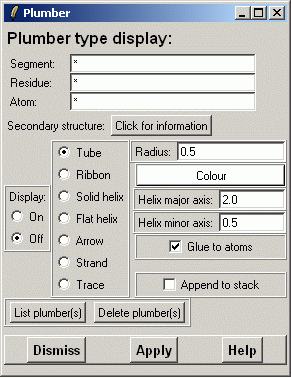 Plumber
Plumber type display:
Segment: *
Residue: *
Atom: *
Secondary structure: Click for information
Display:
On
Off
Tube
Ribbon
Solid helix
Flat helix
Arrow
Strand
Trace
Radius: 0.5
Colour
Helix major axis: 2.0
Helix minor axis: 0.5
Glue to atoms
Append to stack
List plumber(s) Delete plumber(s)
Dismiss Apply Help